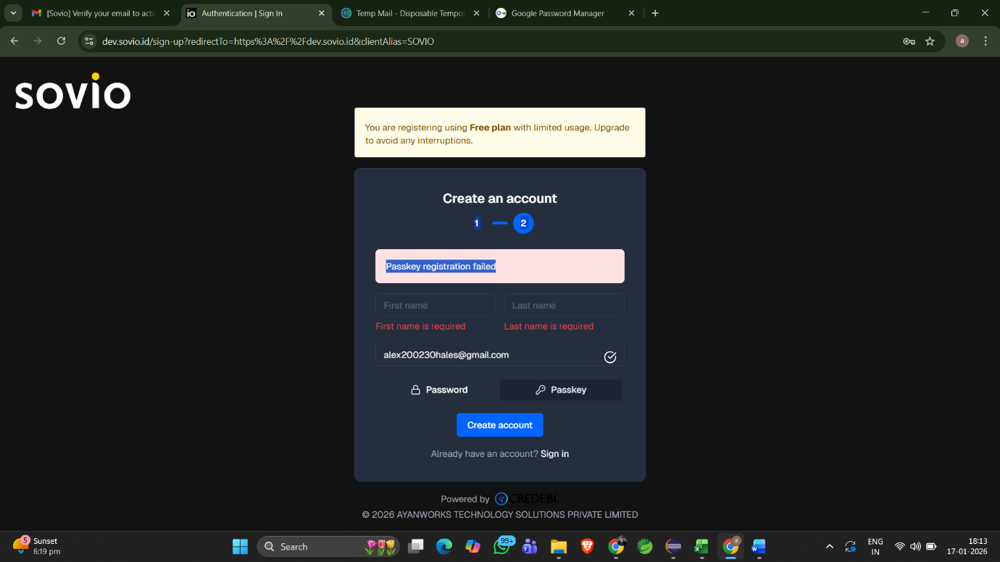 [Sovio] Verify your email to acti
Authentication | Sign In
Temp Mail - Disposable Tempor
Google Password Manager
dev.sovio.id/sign-up?redirectTo=https%3A%2F%2Fdev.sovio.id&clientAlias=SOVIO
a
sovio
You are registering using Free plan with limited usage. Upgrade
to avoid any interruptions.
Create an account
1 2
Passkey registration failed
First name Last name
First name is required Last name is required
alex200230hales@gmail.com
Password Passkey
Create account
Already have an account? Sign in
Powered by CREDEBL
© 2026 AYANWORKS TECHNOLOGY SOLUTIONS PRIVATE LIMITED
5
Sunset
6:19 pm
Search
99+
ENG
IN
18:13
17-01-2026